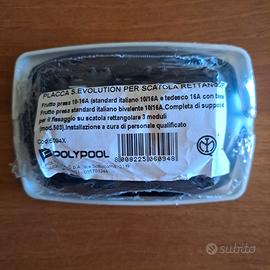 PLACCA S.EVOLUTION PER SCATOLA RETTANG
Frutto presa 10-16A (standard italiano 10/16A e tedesco 16A con
Frutto presa standard italiano bivalente 10/16A.Completa di
per il fissaggio su scatola rettangolare 3 moduli
(mod.503).Installazione a cura di personale qualificato
POLYPOOL
8008225060948
subito